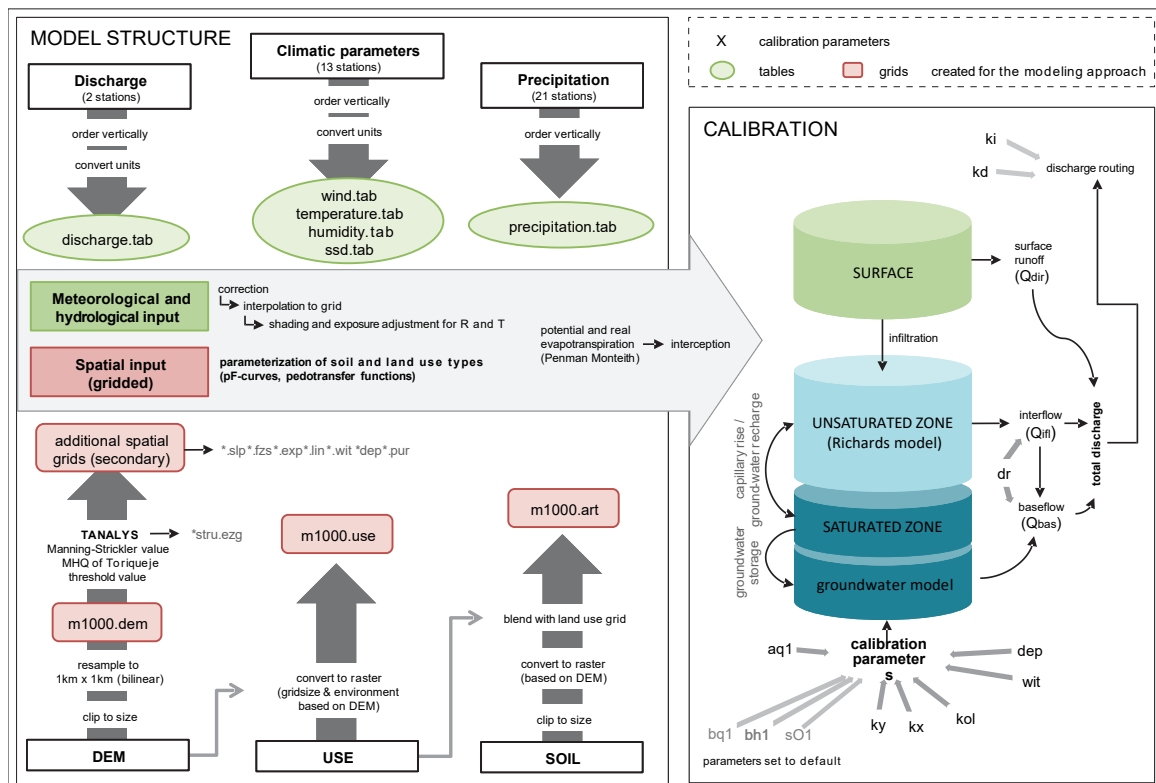 MODEL STRUCTURE
Discharge
(2 stations)
order vertically
convert units
discharge.tab
Climatic parameters
(13 stations)
order vertically
convert units
wind.tab
temperature.tab
humidity.tab
ssd.tab
Precipitation
(21 stations)
order vertically
precipitation.tab
X calibration parameters
tables grids created for the modeling approach
Meteorological and
hydrological input
correction
interpolation to grid
shading and exposure adjustment for R and T
Spatial input
(gridded)
parameterization of soil and land use types
(pF-curves, pedotransfer functions)
potential and real
evapotranspiration
(Penman Monteith)
interception
additional spatial
grids (secondary)
*.slp*.fzs*.exp*.lin*.wit *dep*.pur
TANALYS
Manning-Strickler value
MHQ of Toriqueje
threshold value
*stru.ezg
m1000.dem
resample to
1km x 1km (bilinear)
clip to size
DEM
m1000.use
convert to raster
(gridsize & environment
based on DEM)
USE
m1000.art
blend with land use grid
convert to raster
(based on DEM)
clip to size
SOIL
CALIBRATION
ki
kd
discharge routing
SURFACE
surface
runoff
(Qdir)
infiltration
UNSATURATED ZONE
(Richards model)
interflow
(Qifl)
total discharge
capillary rise /
ground-water recharge
dr
SATURATED ZONE
baseflow
(Qbas)
groundwater
storage
groundwater model
calibration
parameter
s
aq1
dep
wit
bq1
bh1
sO1
ky
kx
kol
parameters set to default